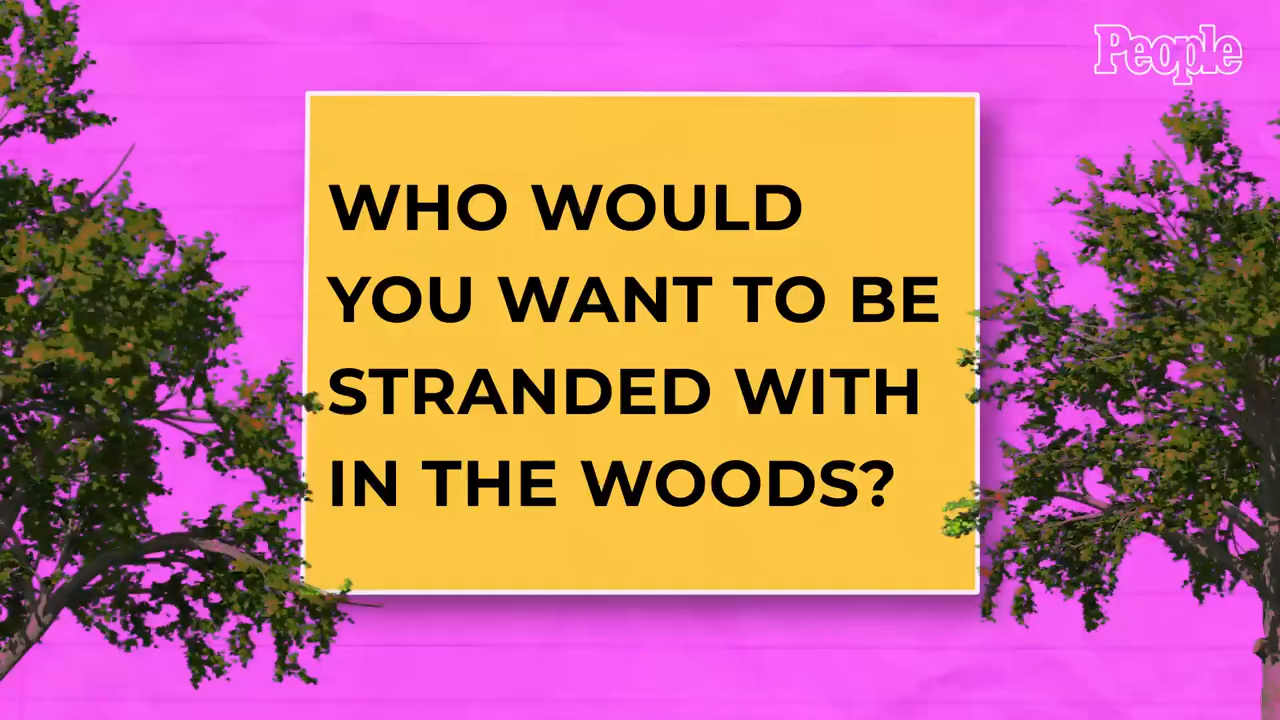 People
WHO WOULD
YOU WANT TO BE
STRANDED WITH
IN THE WOODS?